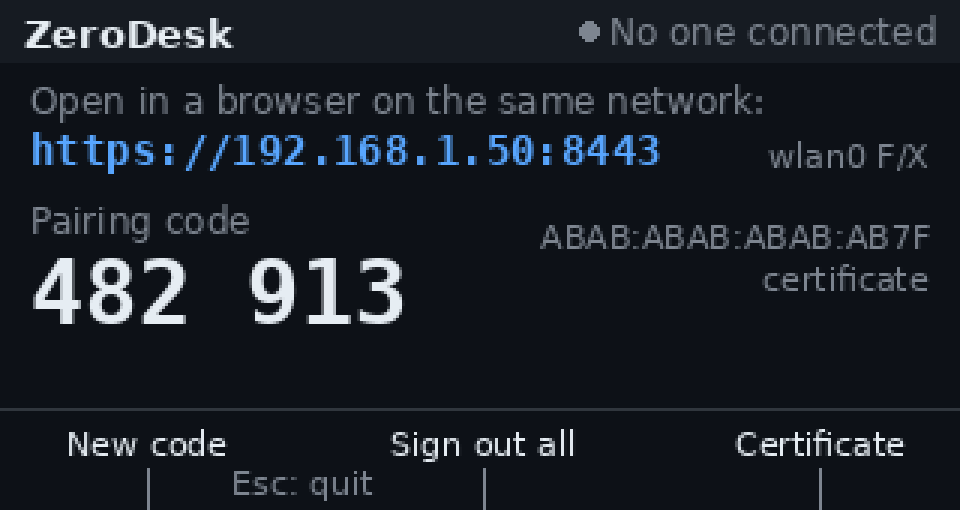 ZeroDesk
No one connected
Open in a browser on the same network:
https://192.168.1.50:8443
wlan0 F/X
Pairing code
482 913
ABAB:ABAB:ABAB:AB7F
certificate
New code
Sign out all
Certificate
Esc: quit